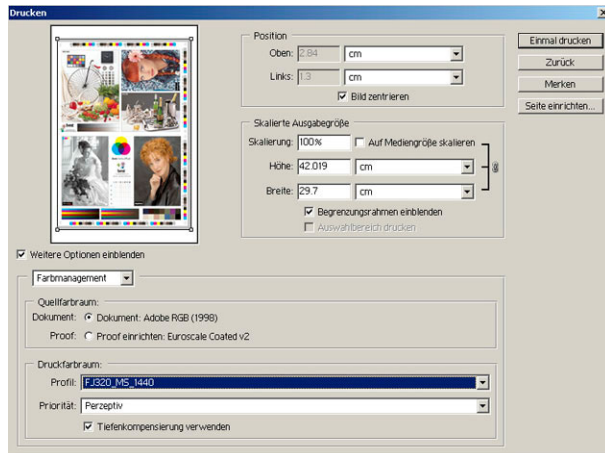 Drucken
Position
Oben: 2.84 cm
Links: 1.3 cm
Bild zentrieren
Einmal drucken
Zurück
Merken
Seite einrichten...
Skalierte Ausgabegröße
Skalierung: 100% Auf Mediengröße skalieren
Höhe: 42.019 cm
Breite: 29.7 cm
Begrenzungsrahmen einblenden
Auswahlbereich drucken
Weitere Optionen einblenden
Farbmanagement
Quellfarbraum:
Dokument: Dokument: Adobe RGB (1998)
Proof: Proof einrichten: Euroscale Coated v2
Druckfarbraum:
Profil: FJ320_MS_1440
Priorität: Perzeptiv
Tiefenkompensierung verwenden